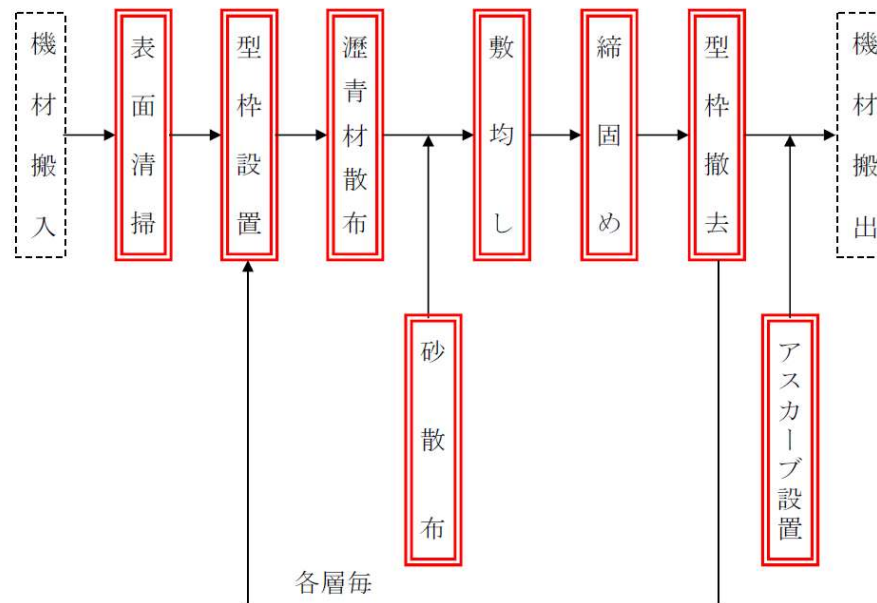 機材搬入
表面清掃
型枠設置
瀝青材散布
敷均し
締固め
型枠撤去
機材搬出
砂散布
アスカーブ設置
各層毎